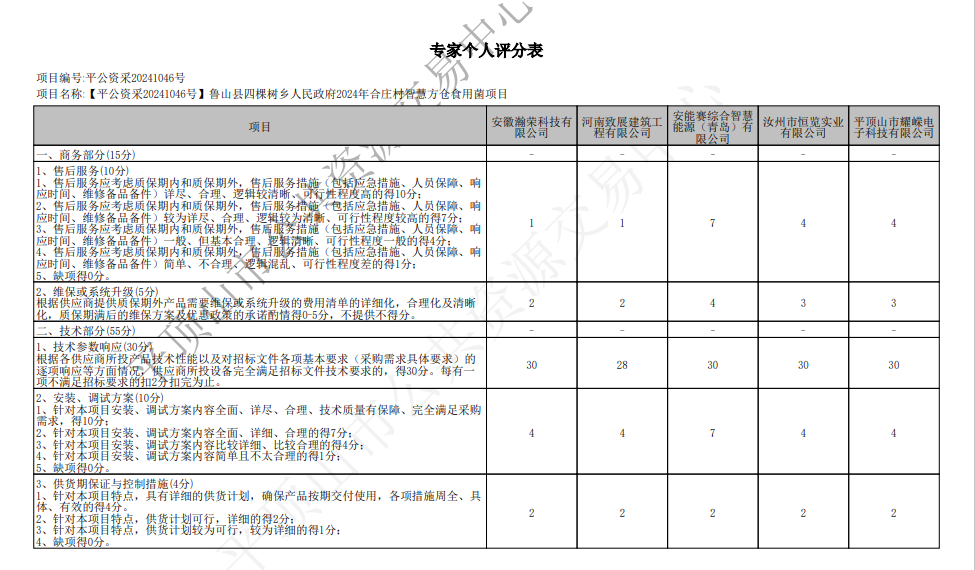 专家个人评分表
项目编号:平公资采20241046号
项目名称:【平公资采20241046号】鲁山县四棵树乡人民政府2024年合庄村智慧方仓食用菌项目
项目
安徽瀚荣科技有
限公司
河南致展建筑工
程有限公司
安能赛综合智慧
能源（青岛）有
限公司
汝州市恒览实业
有限公司
平顶山市耀嵘电
子科技有限公司
一、商务部分(15分)
-
-
-
-
-
1、售后服务(10分)
1、售后服务应考虑质保期内和质保期外，售后服务措施（包括应急措施、人员保障、响
应时间、维修备品备件）详尽、合理、逻辑较清晰、可行性程度高的得10分；
2、售后服务应考虑质保期内和质保期外，售后服务措施（包括应急措施、人员保障、响
应时间、维修备品备件）较为详尽、合理、逻辑较为清晰、可行性程度较高的得7分；
3、售后服务应考虑质保期内和质保期外，售后服务措施（包括应急措施、人员保障、响
应时间、维修备品备件）一般、但基本合理、逻辑清晰、可行性程度一般的得4分；
4、售后服务应考虑质保期内和质保期外，售后服务措施（包括应急措施、人员保障、响
应时间、维修备品备件）简单、不合理、逻辑混乱、可行性程度差的得1分；
5、缺项得0分。
1
1
7
4
4
2、维保或系统升级(5分)
根据供应商提供质保期外产品需要维保或系统升级的费用清单的详细化，合理化及清晰
化，质保期满后的维保方案及优惠政策的承诺酌情得0-5分，不提供不得分。
2
2
4
3
3
二、技术部分(55分)
-
-
-
-
-
1、技术参数响应(30分)
根据各供应商所投产品技术性能以及对招标文件各项基本要求（采购需求具体要求）的
逐项响应等方面情况，供应商所投设备完全满足招标文件技术要求的，得30分。每有一
项不满足招标要求的扣2分扣完为止。
30
28
30
30
30
2、安装、调试方案(10分)
1、针对本项目安装、调试方案内容全面、详尽、合理、技术质量有保障、完全满足采购
需求，得10分；
2、针对本项目安装、调试方案内容全面、详细、合理的得7分；
3、针对本项目安装、调试方案内容比较详细、比较合理的得4分；
4、针对本项目安装、调试方案内容简单且不太合理的得1分；
5、缺项得0分。
4
4
7
4
4
3、供货期保证与控制措施(4分)
1、针对本项目特点，具有详细的供货计划，确保产品按期交付使用，各项措施周全、具
体、有效的得4分。
2、针对本项目特点，供货计划可行，详细的得2分；
3、针对本项目特点，供货计划较为可行，较为详细的得1分；
4、缺项得0分。
2
2
2
2
2
平顶山市公共资源交易中心
平顶山市公共资源交易中心